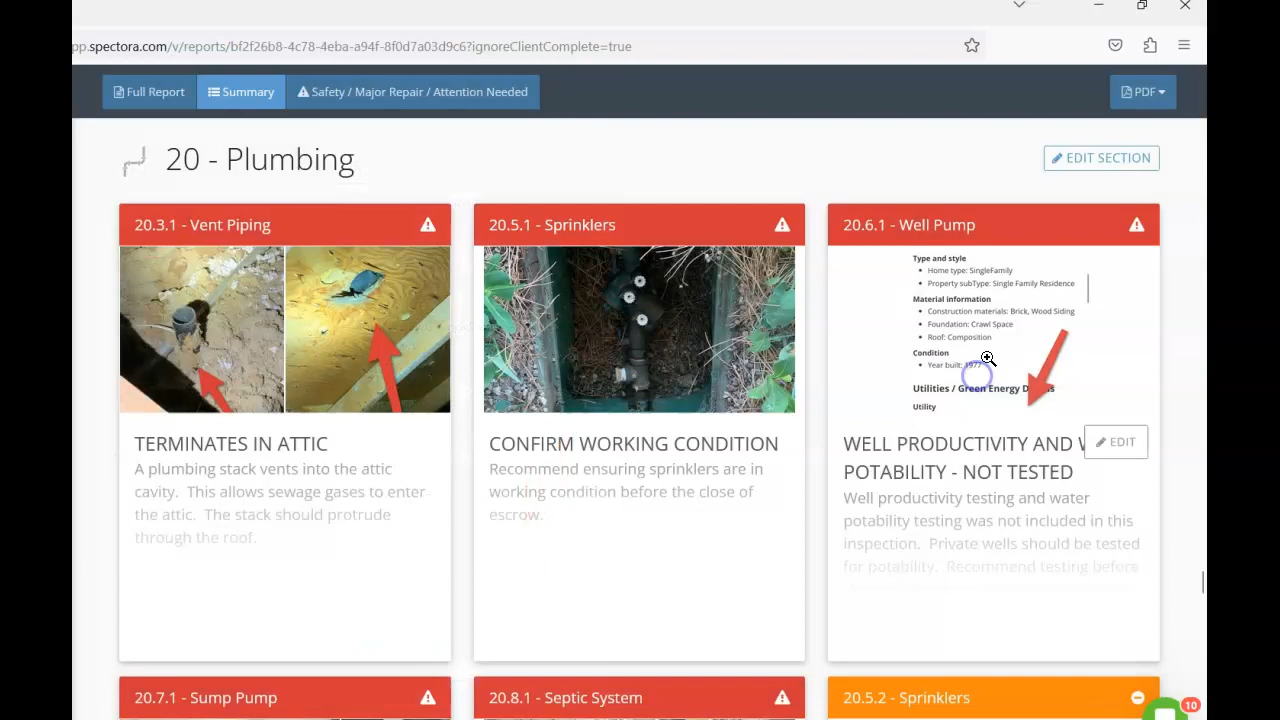 pp.spectora.com/v/reports/bf2f26b8-4c78-4eba-a94f-8f0d7a03d9c6?ignoreClientComplete=true
Full Report
Summary
Safety / Major Repair / Attention Needed
PDF
20 - Plumbing
EDIT SECTION
20.3.1 - Vent Piping
TERMINATES IN ATTIC
A plumbing stack vents into the attic
cavity. This allows sewage gases to enter
the attic. The stack should protrude
through the roof.
20.5.1 - Sprinklers
CONFIRM WORKING CONDITION
Recommend ensuring sprinklers are in
working condition before the close of
escrow.
20.6.1 - Well Pump
Type and style
Home type: SingleFamily
Property subType: Single Family Residence
Material information
Construction materials: Brick, Wood Siding
Foundation: Crawl Space
Roof: Composition
Condition
Year built: 1977
Utilities / Green Energy
Utility
EDIT
WELL PRODUCTIVITY AND
POTABILITY - NOT TESTED
Well productivity testing and water
potability testing was not included in this
inspection. Private wells should be tested
for potability. Recommend testing before
20.7.1 - Sump Pump
20.8.1 - Septic System
20.5.2 - Sprinklers
10